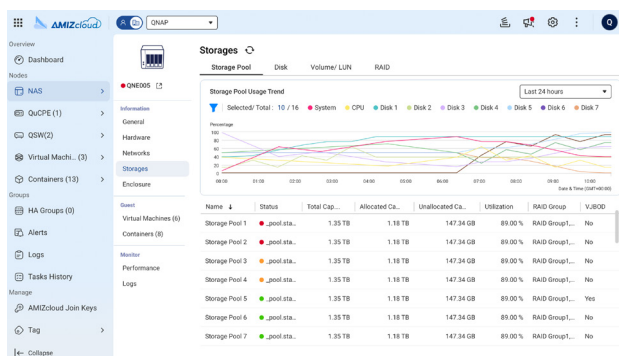 AMIZcloud
QNAP
Q
Overview
Dashboard
Nodes
NAS
QuCPE (1)
QSW(2)
Virtual Machi... (3)
Containers (13)
Groups
HA Groups (0)
Alerts
Logs
Tasks History
Manage
AMIZcloud Join Keys
Tag
Collapse
QNE005
Information
General
Hardware
Networks
Storages
Enclosure
Guest
Virtual Machines (6)
Containers (8)
Monitor
Performance
Logs
Storages
Storage Pool Disk Volume/ LUN RAID
Storage Pool Usage Trend Last 24 hours
Selected/ Total : 10 / 16 System CPU Disk 1 Disk 2 Disk 3 Disk 4 Disk 5 Disk 6 Disk 7
Percentage
100
80
60
40
20
0
00:00 01:00 02:00 03:00 04:00 05:00 06:00 07:00 08:00 09:00 10:00
Date & Time (GMT+00:00)
Name Status Total Cap... Allocated Ca... Unallocated Ca... Utilization RAID Group VJBOD
Storage Pool 1 _pool.sta... 1.35 TB 1.18 TB 147.34 GB 89.00 % RAID Group1,... No
Storage Pool 2 _pool.sta... 1.35 TB 1.18 TB 147.34 GB 89.00 % RAID Group1,... No
Storage Pool 3 _pool.sta... 1.35 TB 1.18 TB 147.34 GB 89.00 % RAID Group1,... No
Storage Pool 4 _pool.sta... 1.35 TB 1.18 TB 147.34 GB 89.00 % RAID Group1,... No
Storage Pool 5 _pool.sta... 1.35 TB 1.18 TB 147.34 GB 89.00 % RAID Group1,... Yes
Storage Pool 6 _pool.sta... 1.35 TB 1.18 TB 147.34 GB 89.00 % RAID Group1,... No
Storage Pool 7 _pool.sta... 1.35 TB 1.18 TB 147.34 GB 89.00 % RAID Group1,... No